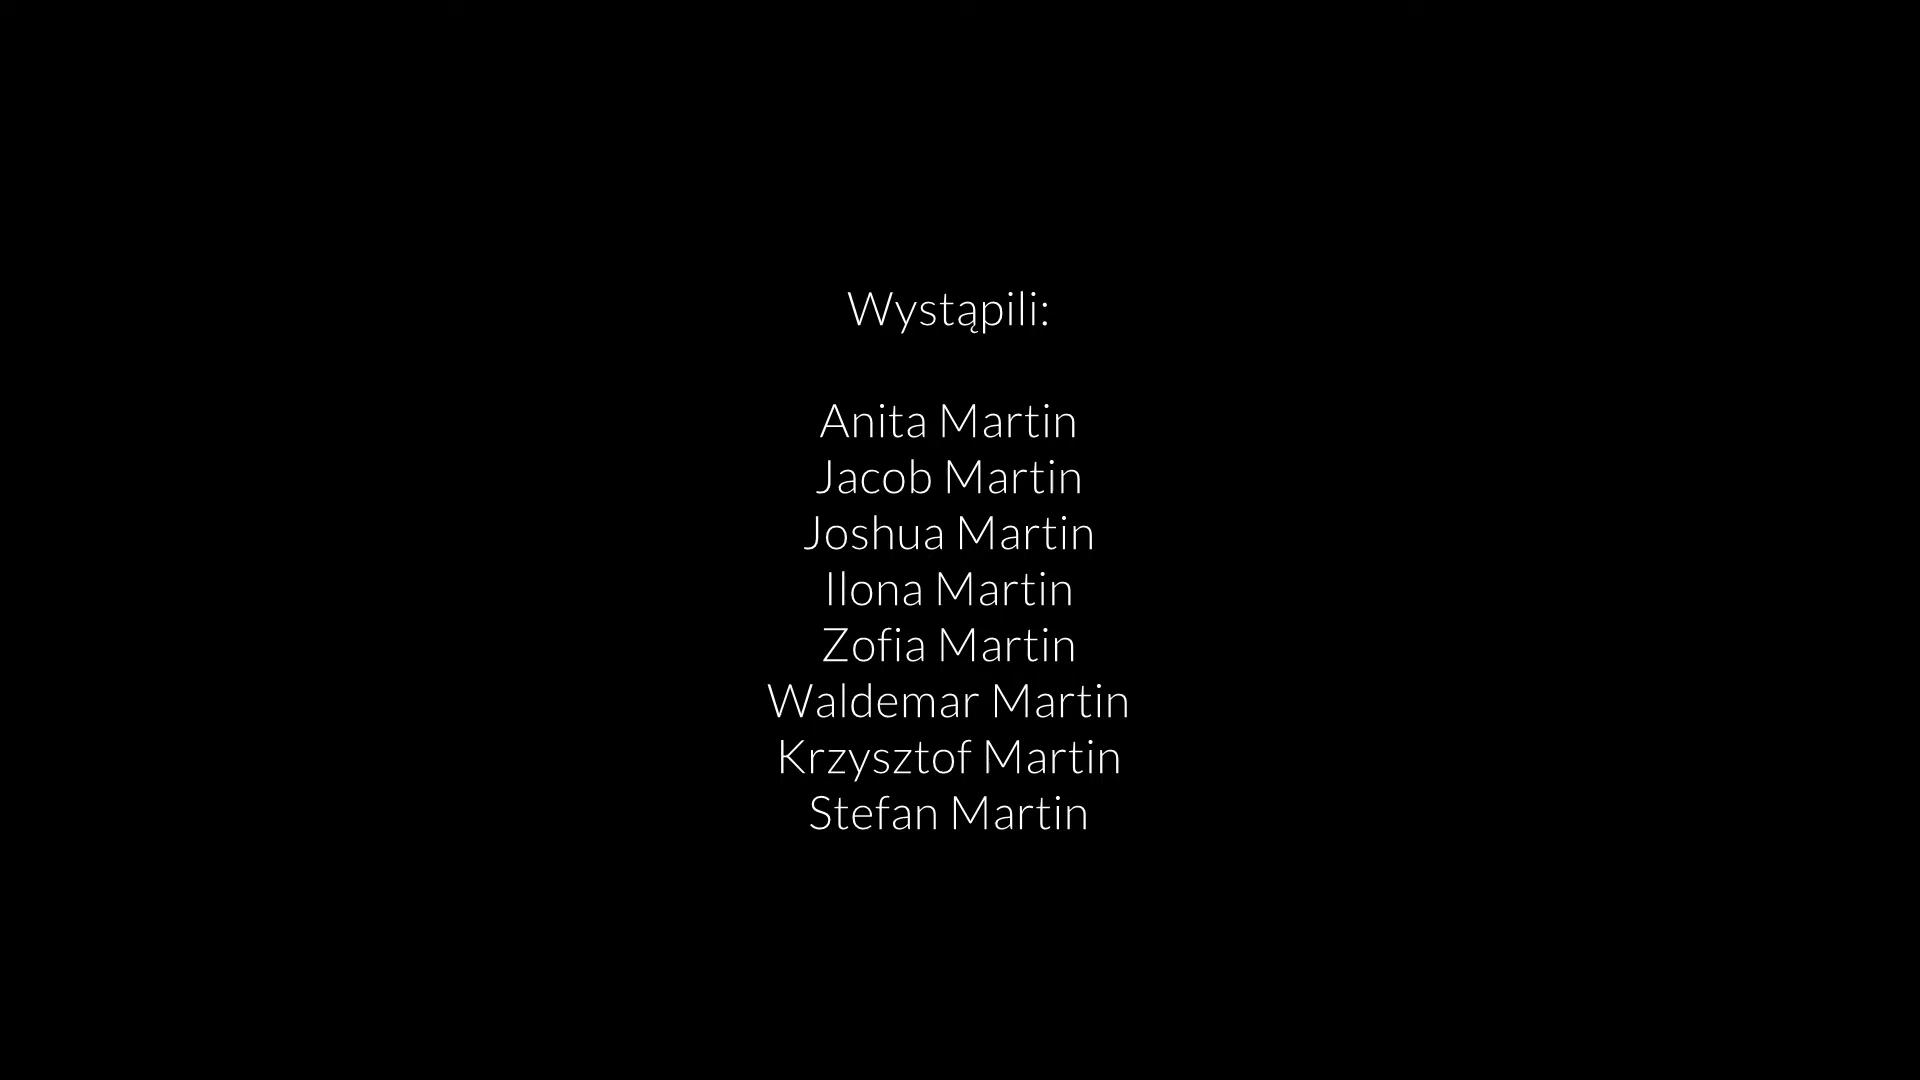 Wystąpili:
Anita Martin
Jacob Martin
Joshua Martin
Ilona Martin
Zofia Martin
Waldemar Martin
Krzysztof Martin
Stefan Martin